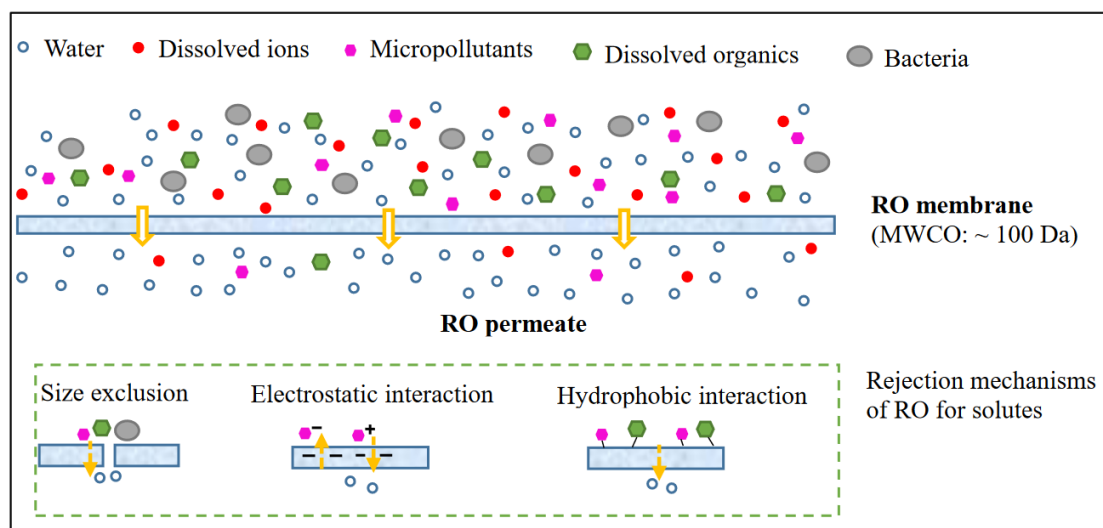 Water Dissolved ions Micropollutants Dissolved organics Bacteria
RO membrane
(MWCO: ~ 100 Da)
RO permeate
Size exclusion Electrostatic interaction Hydrophobic interaction
Rejection mechanisms
of RO for solutes
− +
− − − −